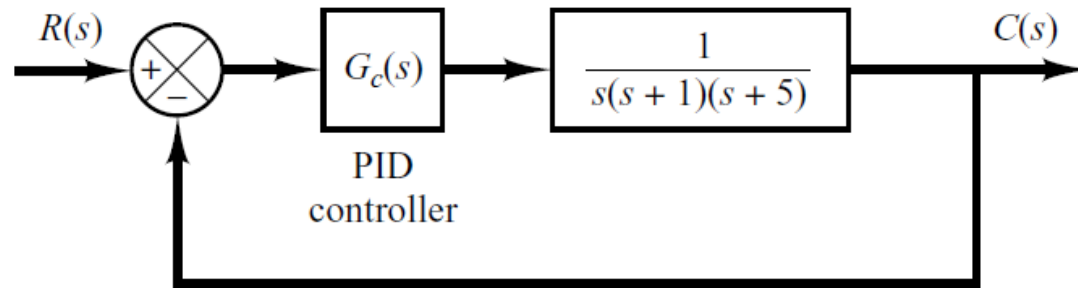 R(s)
+
−
G_c(s)
1
s(s + 1)(s + 5)
C(s)
PID
controller